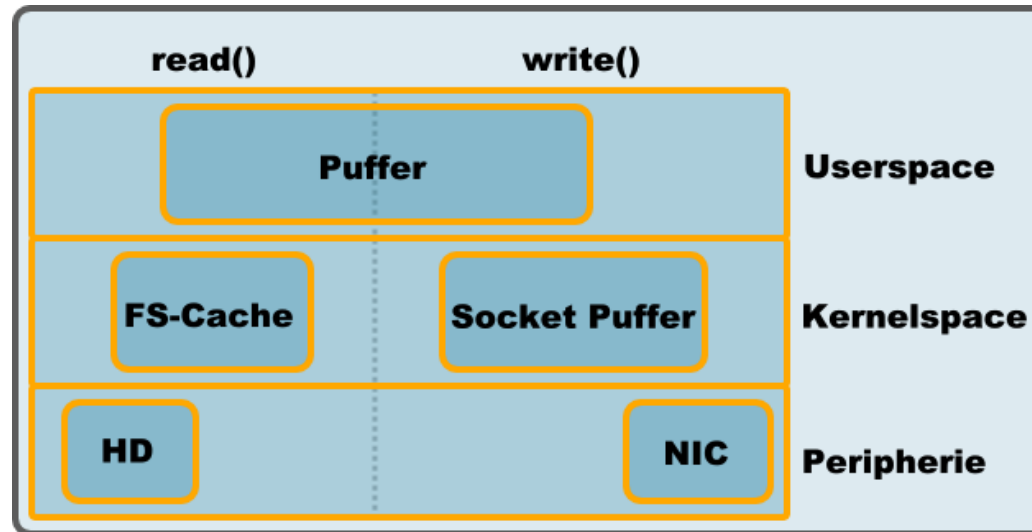 read()
write()
Puffer
Userspace
FS-Cache
Socket Puffer
Kernelspace
HD
NIC
Peripherie